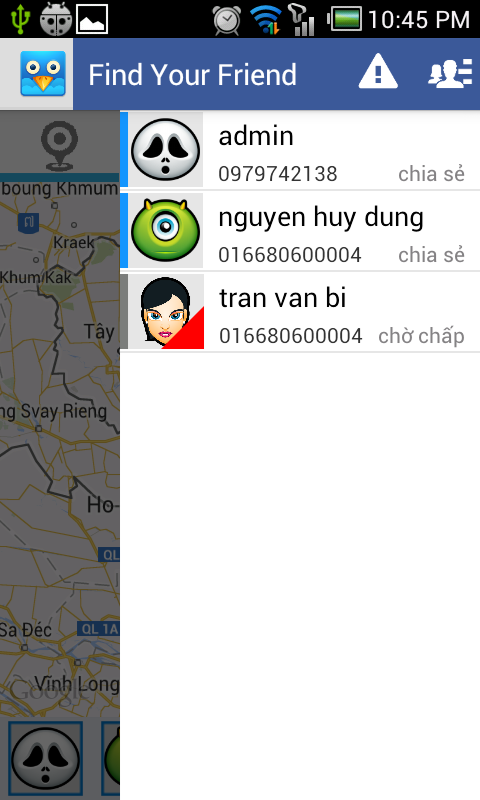 10:45 PM
Find Your Friend
admin
0979742138 chia sẻ
nguyen huy dung
016680600004 chia sẻ
tran van bi
016680600004 chờ chấp
boung Khmum
Kraek
Khum Kak
Tây
ng Svay Rieng
Ho-
QL
Sa Đéc
QL 1A
Vĩnh Long
Google